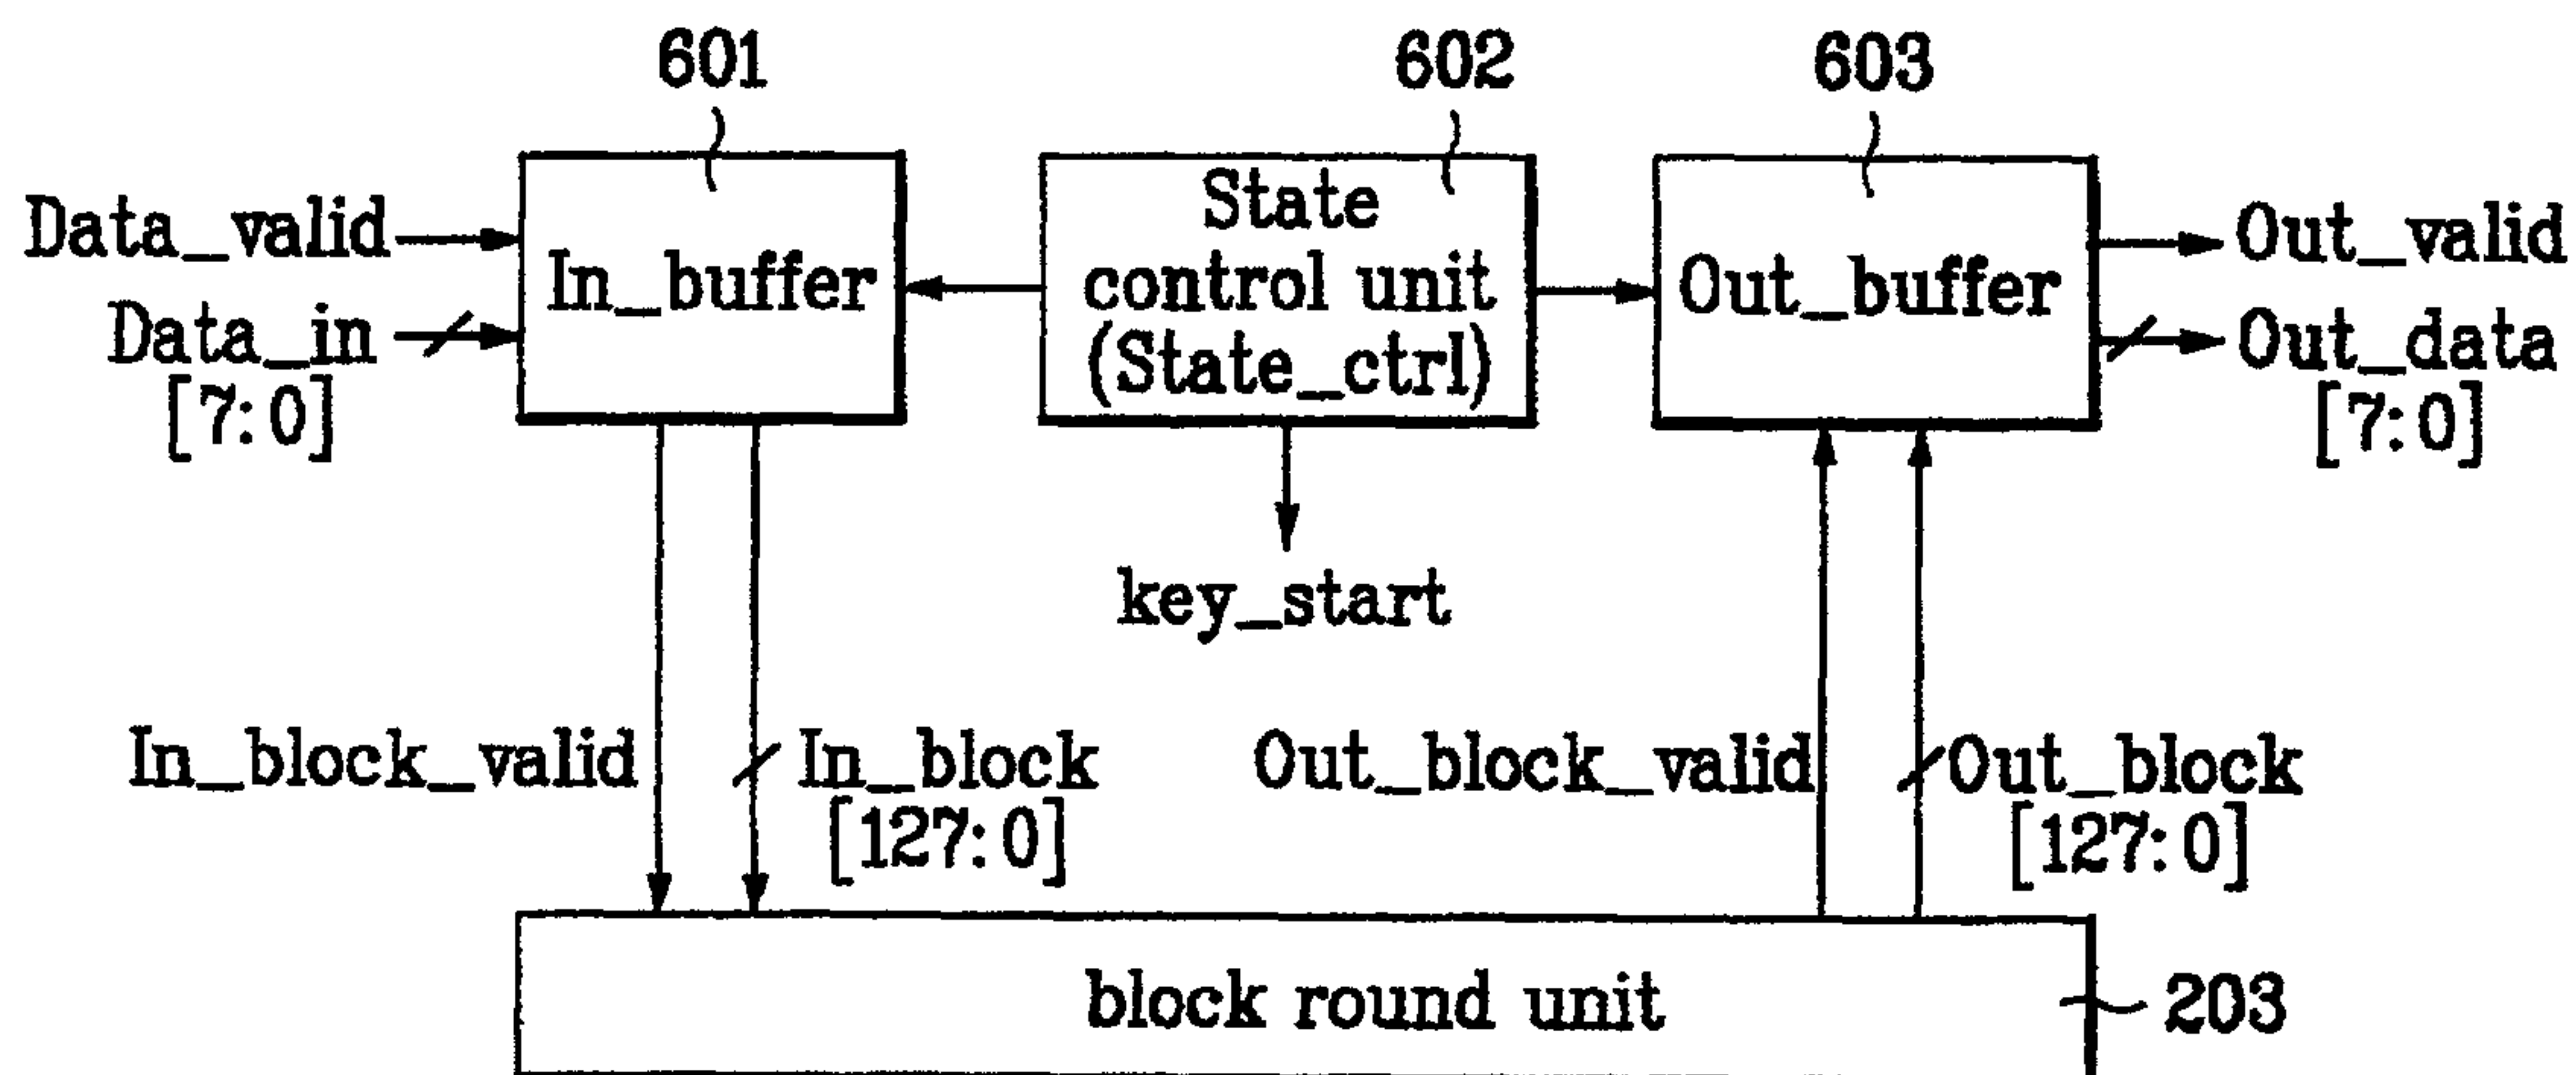 601
602
603
Data_valid
Data_in
[7:0]
In_buffer
State
control unit
(State_ctrl)
Out_buffer
Out_valid
Out_data
[7:0]
key_start
In_block_valid
In_block
[127:0]
Out_block_valid
Out_block
[127:0]
block round unit
203